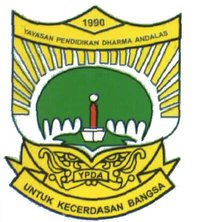 1990
YAYASAN PENDIDIKAN DHARMA ANDALAS
YPDA
UNTUK KECERDASAN BANGSA